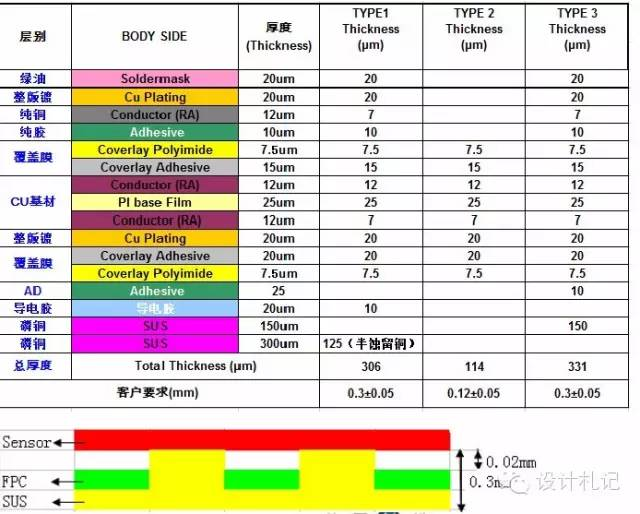 层别 BODY SIDE 厚度 (Thickness) TYPE1 Thickness (µm) TYPE 2 Thickness (µm) TYPE 3 Thickness (µm)
绿油 Soldermask 20um 20 20
整版镀 Cu Plating 20um 20 20
纯铜 Conductor (RA) 12um 7 7
纯胶 Adhesive 10um 10 10
覆盖膜 Coverlay Polyimide 7.5um 7.5 7.5 7.5
Coverlay Adhesive 15um 15 15 15
CU基材 Conductor (RA) 12um 12 12 12
PI base Film 25um 25 25 25
Conductor (RA) 12um 7 7 7
整版镀 Cu Plating 20um 20 20 20
覆盖膜 Coverlay Adhesive 20um 20 20 20
Coverlay Polyimide 7.5um 7.5 7.5 7.5
AD Adhesive 25 10
导电胶 导电胶 20um 10
磷铜 SUS 150um 150
磷铜 SUS 300um 125（半蚀留铜）
总厚度 Total Thickness (µm) 306 114 331
客户要求(mm) 0.3±0.05 0.12±0.05 0.3±0.05
Sensor
0.02mm
FPC
0.3
SUS
设计札记